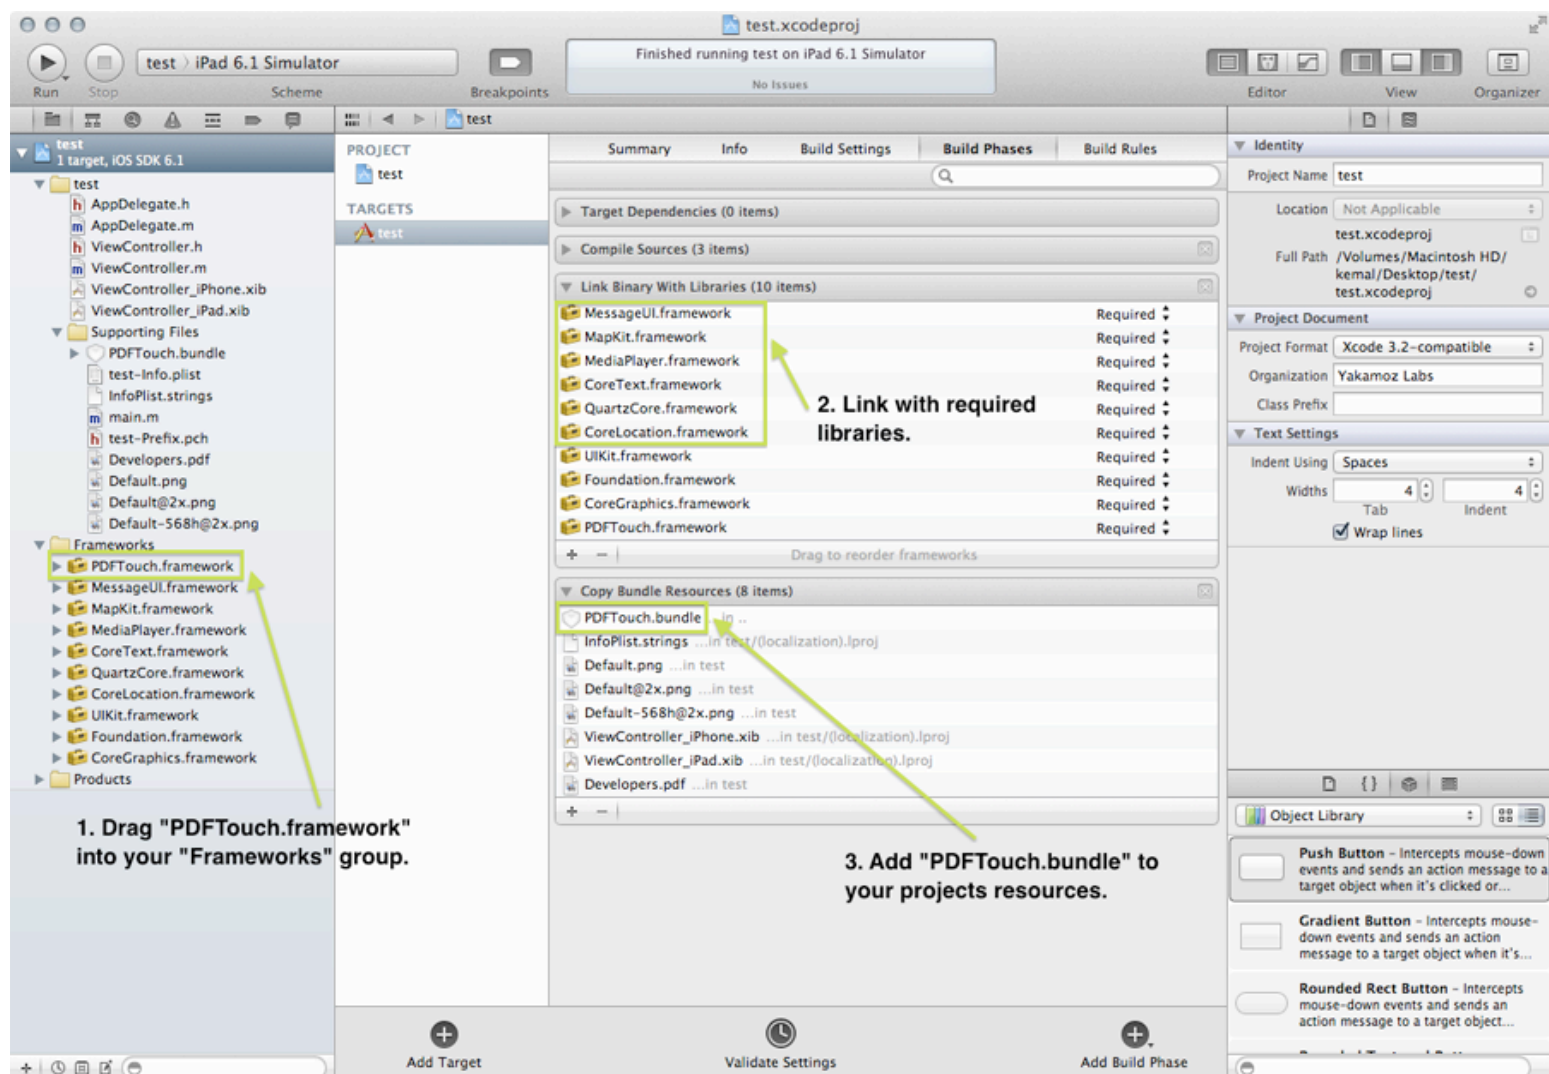 test.xcodeproj
test › iPad 6.1 Simulator
Finished running test on iPad 6.1 Simulator
No Issues
Run
Stop
Scheme
Breakpoints
Editor
View
Organizer
test
1 target, iOS SDK 6.1
test
AppDelegate.h
AppDelegate.m
ViewController.h
ViewController.m
ViewController_iPhone.xib
ViewController_iPad.xib
Supporting Files
PDFTouch.bundle
test-Info.plist
InfoPlist.strings
main.m
test-Prefix.pch
Developers.pdf
Default.png
Default@2x.png
Default-568h@2x.png
Frameworks
PDFTouch.framework
MessageUI.framework
MapKit.framework
MediaPlayer.framework
CoreText.framework
QuartzCore.framework
CoreLocation.framework
UIKit.framework
Foundation.framework
CoreGraphics.framework
Products
1. Drag "PDFTouch.framework"
into your "Frameworks" group.
test
PROJECT
test
TARGETS
test
Summary
Info
Build Settings
Build Phases
Build Rules
Target Dependencies (0 items)
Compile Sources (3 items)
Link Binary With Libraries (10 items)
MessageUI.framework Required
MapKit.framework Required
MediaPlayer.framework Required
CoreText.framework Required
QuartzCore.framework Required
CoreLocation.framework Required
UIKit.framework Required
Foundation.framework Required
CoreGraphics.framework Required
PDFTouch.framework Required
2. Link with required
libraries.
+ − Drag to reorder frameworks
Copy Bundle Resources (8 items)
PDFTouch.bundle ...in ..
InfoPlist.strings ...in test/(localization).lproj
Default.png ...in test
Default@2x.png ...in test
Default-568h@2x.png ...in test
ViewController_iPhone.xib ...in test/(localization).lproj
ViewController_iPad.xib ...in test/(localization).lproj
Developers.pdf ...in test
+ −
3. Add "PDFTouch.bundle" to
your projects resources.
Add Target
Validate Settings
Add Build Phase
Identity
Project Name test
Location Not Applicable
test.xcodeproj
Full Path /Volumes/Macintosh HD/
kemal/Desktop/test/
test.xcodeproj
Project Document
Project Format Xcode 3.2-compatible
Organization Yakamoz Labs
Class Prefix
Text Settings
Indent Using Spaces
Widths 4 4
Tab Indent
Wrap lines
{}
Object Library
Push Button - Intercepts mouse-down
events and sends an action message to a
target object when it's clicked or...
Gradient Button - Intercepts mouse-
down events and sends an action
message to a target object when it's...
Rounded Rect Button - Intercepts
mouse-down events and sends an
action message to a target object...